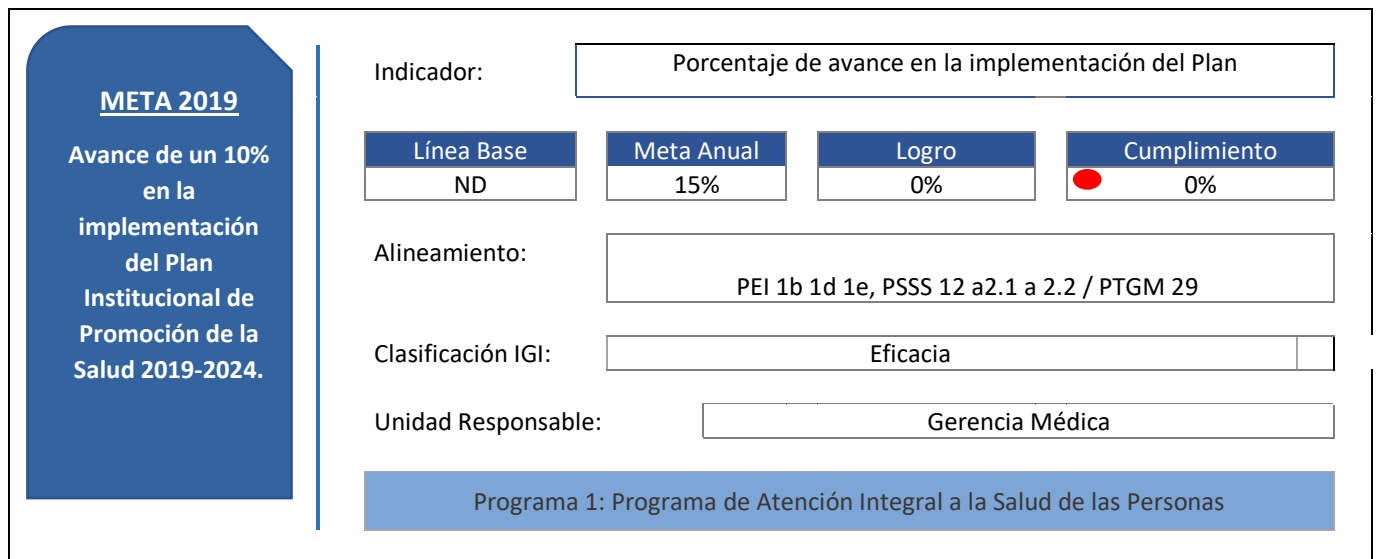 META 2019
Avance de un 10%
en la
implementación
del Plan
Institucional de
Promoción de la
Salud 2019-2024.
Indicador:
Porcentaje de avance en la implementación del Plan
Línea Base
Meta Anual
Logro
Cumplimiento
ND
15%
0%
0%
Alineamiento:
PEI 1b 1d 1e, PSSS 12 a2.1 a 2.2 / PTGM 29
Clasificación IGI:
Eficacia
Unidad Responsable:
Gerencia Médica
Programa 1: Programa de Atención Integral a la Salud de las Personas